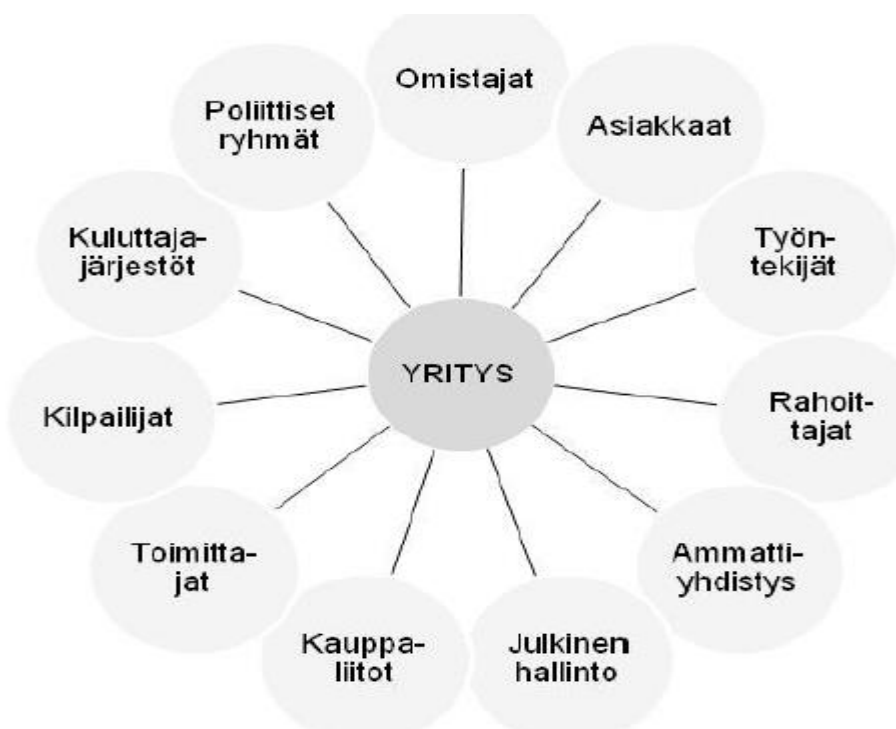 Omistajat
Asiakkaat
Työn-
tekijät
Rahoit-
tajat
Ammatti-
yhdistys
Julkinen
hallinto
Kauppa-
liitot
Toimitta-
jat
Kilpailijat
Kuluttaja-
järjestöt
Poliittiset
ryhmät
YRITYS